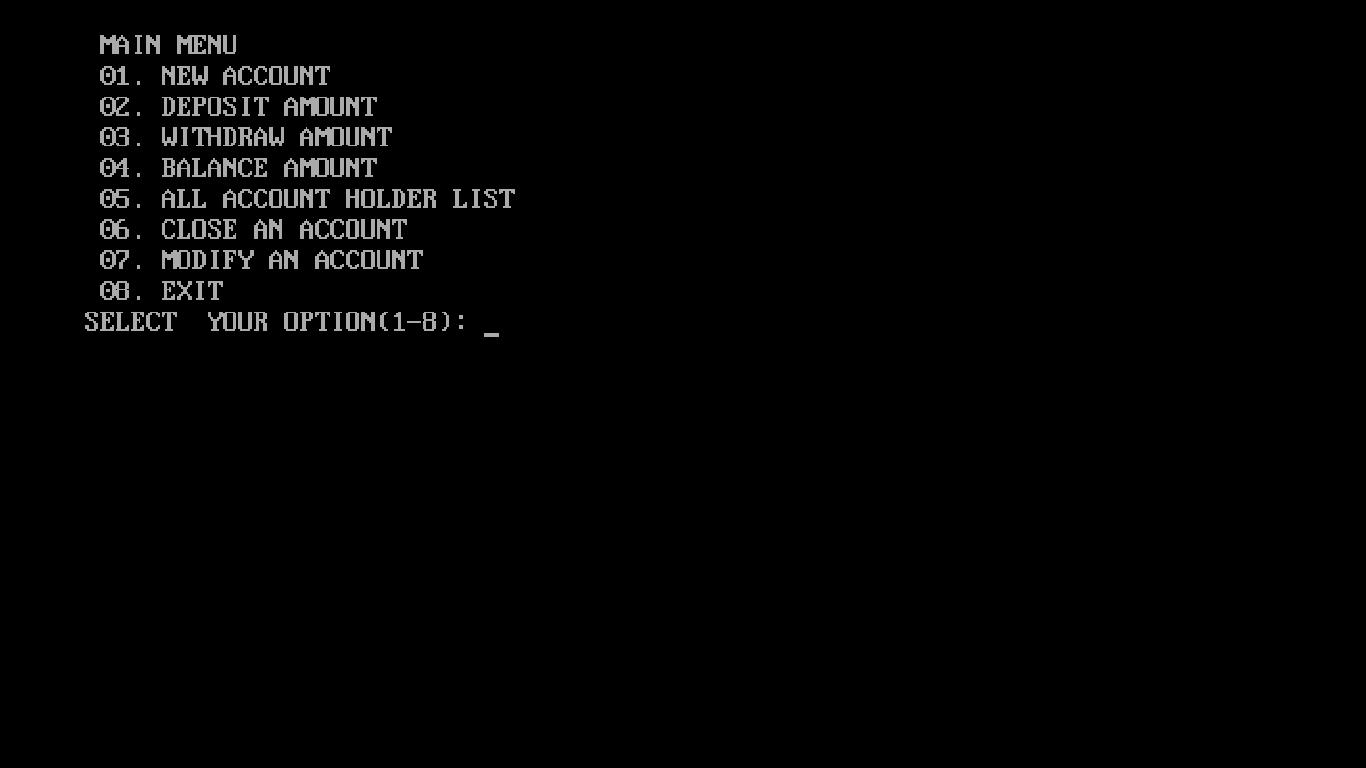 MAIN MENU
01. NEW ACCOUNT
02. DEPOSIT AMOUNT
03. WITHDRAW AMOUNT
04. BALANCE AMOUNT
05. ALL ACCOUNT HOLDER LIST
06. CLOSE AN ACCOUNT
07. MODIFY AN ACCOUNT
08. EXIT
SELECT  YOUR OPTION(1-8): _